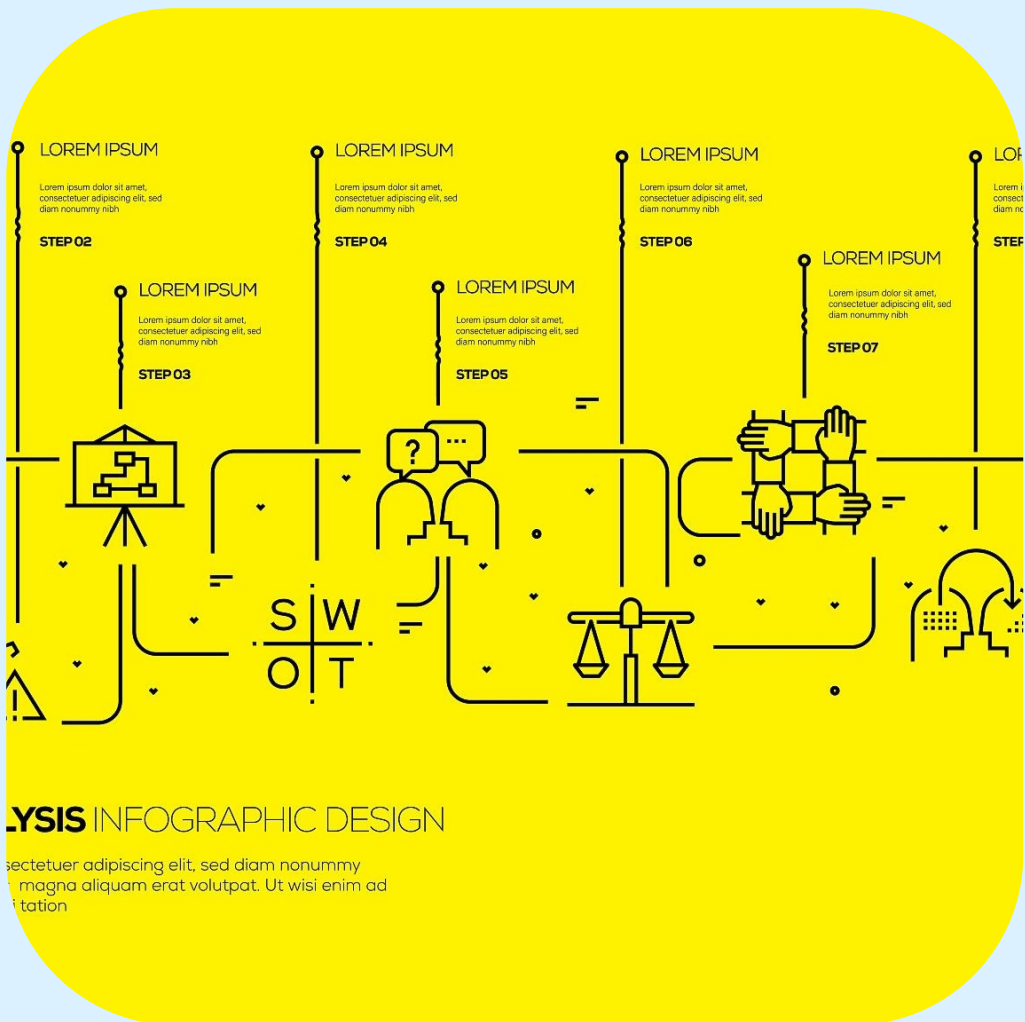 LOREM IPSUM
Lorem ipsum dolor sit amet,
consectetuer adipiscing elit, sed
diam nonummy nibh
STEP 02
LOREM IPSUM
Lorem ipsum dolor sit amet,
consectetuer adipiscing elit, sed
diam nonummy nibh
STEP 03
LOREM IPSUM
Lorem ipsum dolor sit amet,
consectetuer adipiscing elit, sed
diam nonummy nibh
STEP 04
LOREM IPSUM
Lorem ipsum dolor sit amet,
consectetuer adipiscing elit, sed
diam nonummy nibh
STEP 05
LOREM IPSUM
Lorem ipsum dolor sit amet,
consectetuer adipiscing elit, sed
diam nonummy nibh
STEP 06
LOREM IPSUM
Lorem ipsum dolor sit amet,
consectetuer adipiscing elit, sed
diam nonummy nibh
STEP 07
?
...
S W
O T
LYSIS INFOGRAPHIC DESIGN
sectetuer adipiscing elit, sed diam nonummy
magna aliquam erat volutpat. Ut wisi enim ad
tation